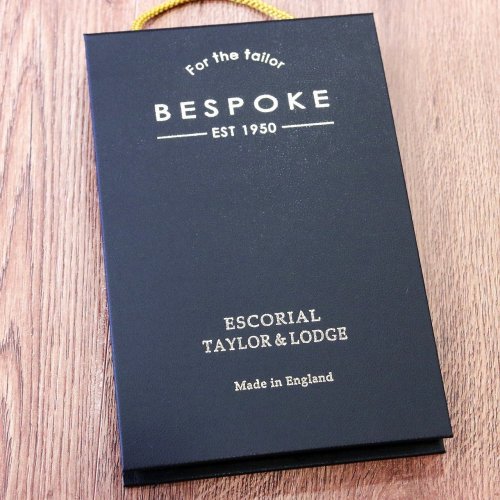 For the tailor
BESPOKE
EST 1950
ESCORIAL
TAYLOR & LODGE
Made in England